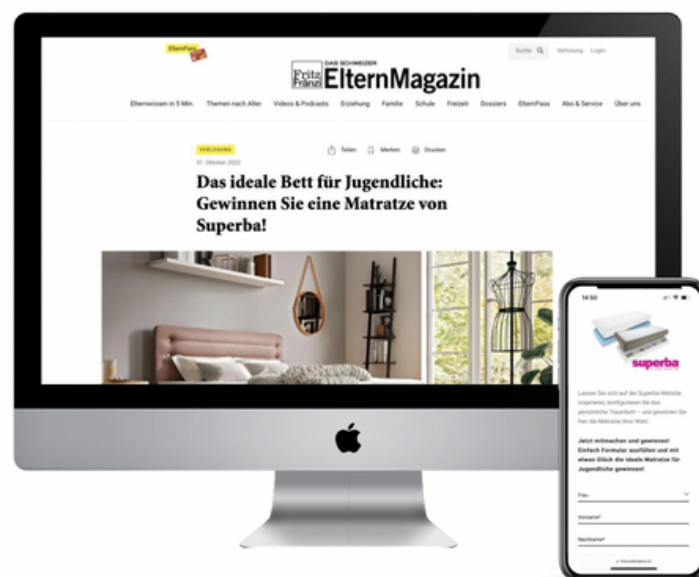 ElternPass
Suche
Verlosung
Login
DAS SCHWEIZER
Fritz+
Fränzi
ElternMagazin
Elternwissen in 5 Min.
Themen nach Alter
Videos & Podcasts
Erziehung
Familie
Schule
Freizeit
Dossiers
ElternPass
Abo & Service
Über uns
VERLOSUNG
Teilen
Merken
Drucken
31. Oktober 2022
Das ideale Bett für Jugendliche:
Gewinnen Sie eine Matratze von
Superba!
14:50
superba
Lassen Sie sich auf der Superba-Website
inspirieren, konfigurieren Sie das
persönliche Traumbett – und gewinnen Sie
hier die Matratze Ihrer Wahl.
Jetzt mitmachen und gewinnen!
Einfach Formular ausfüllen und mit
etwas Glück die ideale Matratze für
Jugendliche gewinnen!
Frau
Vorname*
Nachname*